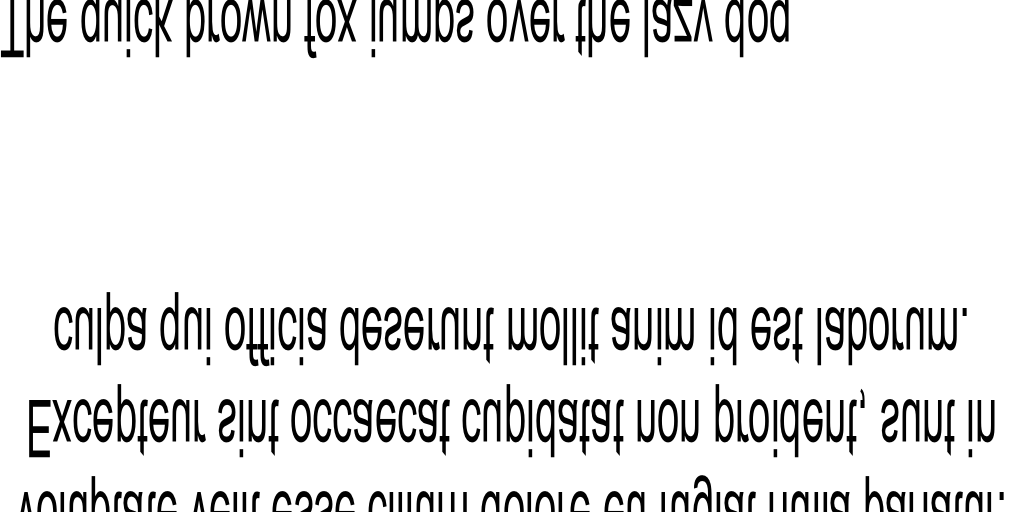 voluptate velit esse cillum dolore eu fugiat nulla pariatur.
Excepteur sint occaecat cupidatat non proident, sunt in
culpa qui officia deserunt mollit anim id est laborum.
The quick brown fox jumps over the lazy dog